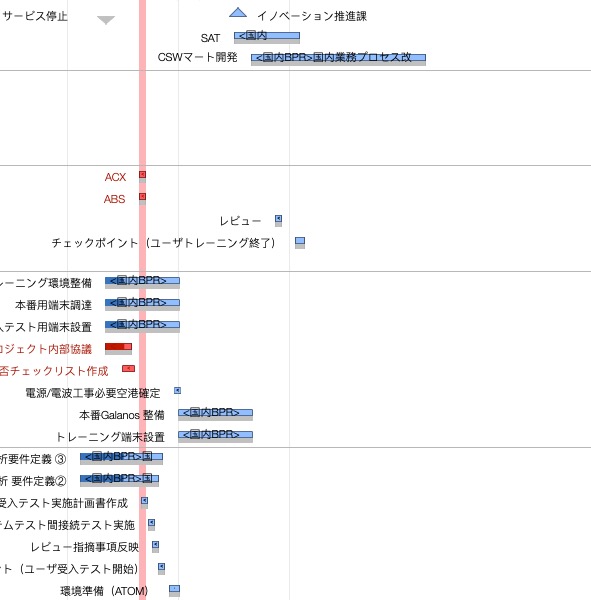 サービス停止
イノベーション推進課
SAT <国内
CSWマート開発 <国内BPR>国内業務プロセス改
ACX
ABS
レビュー
チェックポイント（ユーザトレーニング終了）
レーニング環境整備 <国内BPR>
本番用端末調達 <国内BPR>
テスト用端末設置 <国内BPR>
ロジェクト内部協議
否チェックリスト作成
電源/電波工事必要空港確定
本番Galanos 整備 <国内BPR>
トレーニング端末設置 <国内BPR>
析要件定義 ③ <国内BPR>国
析 要件定義② <国内BPR>国
受入テスト実施計画書作成
テムテスト間接続テスト実施
レビュー指摘事項反映
ント（ユーザ受入テスト開始）
環境準備（ATOM）